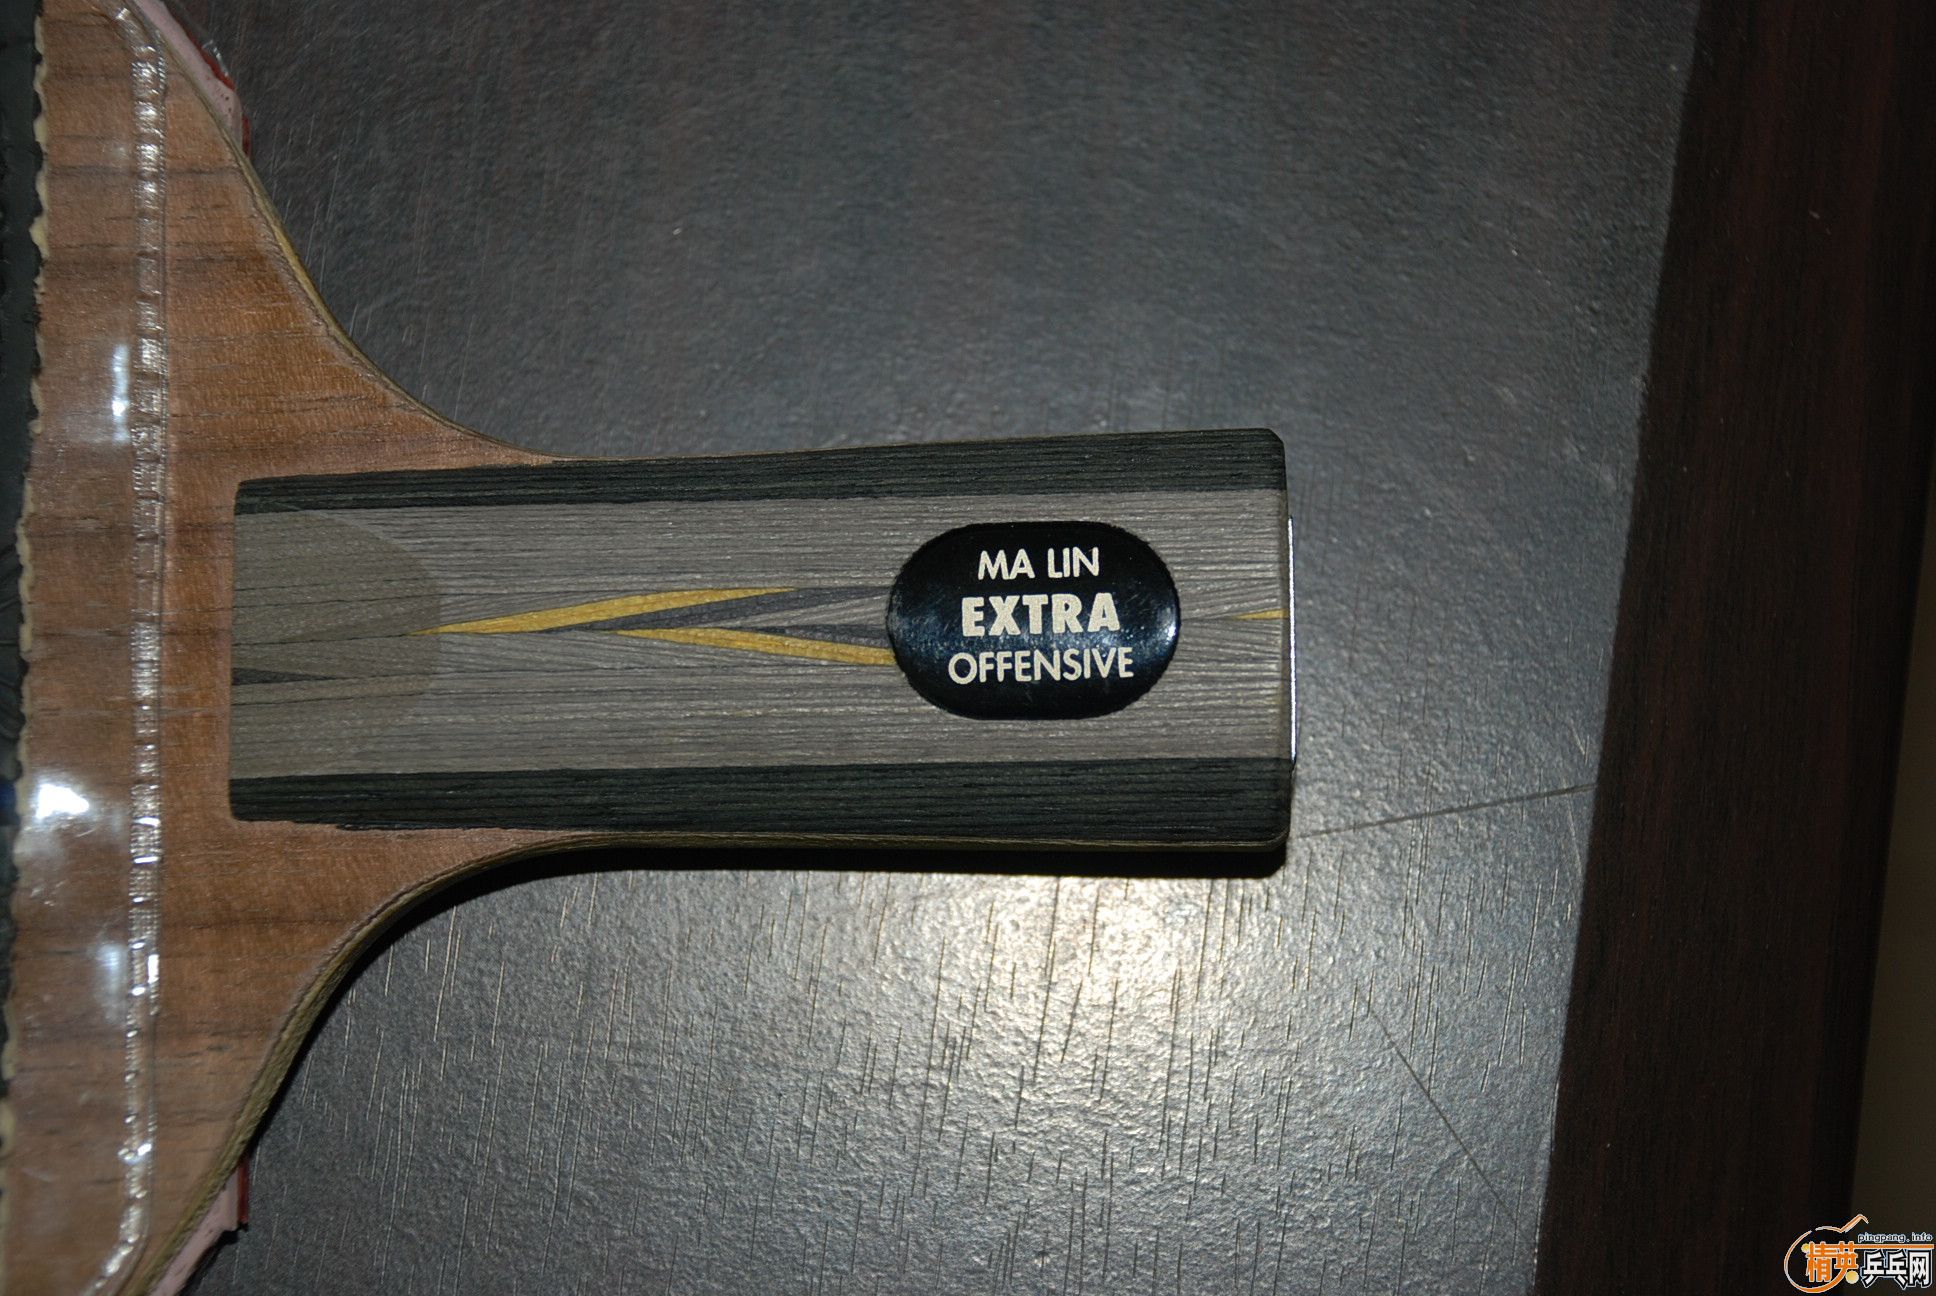 MA LIN
EXTRA
OFFENSIVE
pingpang.info
精英乒乓网